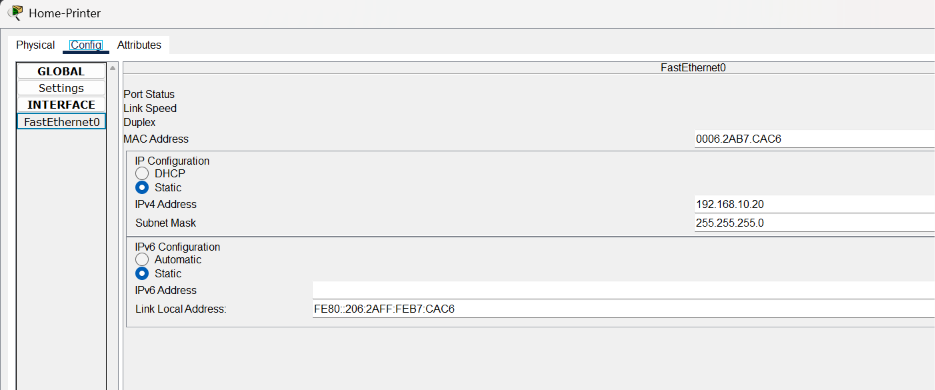 Home-Printer
Physical Config Attributes
GLOBAL
Settings
INTERFACE
FastEthernet0
FastEthernet0
Port Status
Link Speed
Duplex
MAC Address 0006.2AB7.CAC6
IP Configuration
DHCP
Static
IPv4 Address 192.168.10.20
Subnet Mask 255.255.255.0
IPv6 Configuration
Automatic
Static
IPv6 Address
Link Local Address: FE80::206:2AFF:FEB7:CAC6